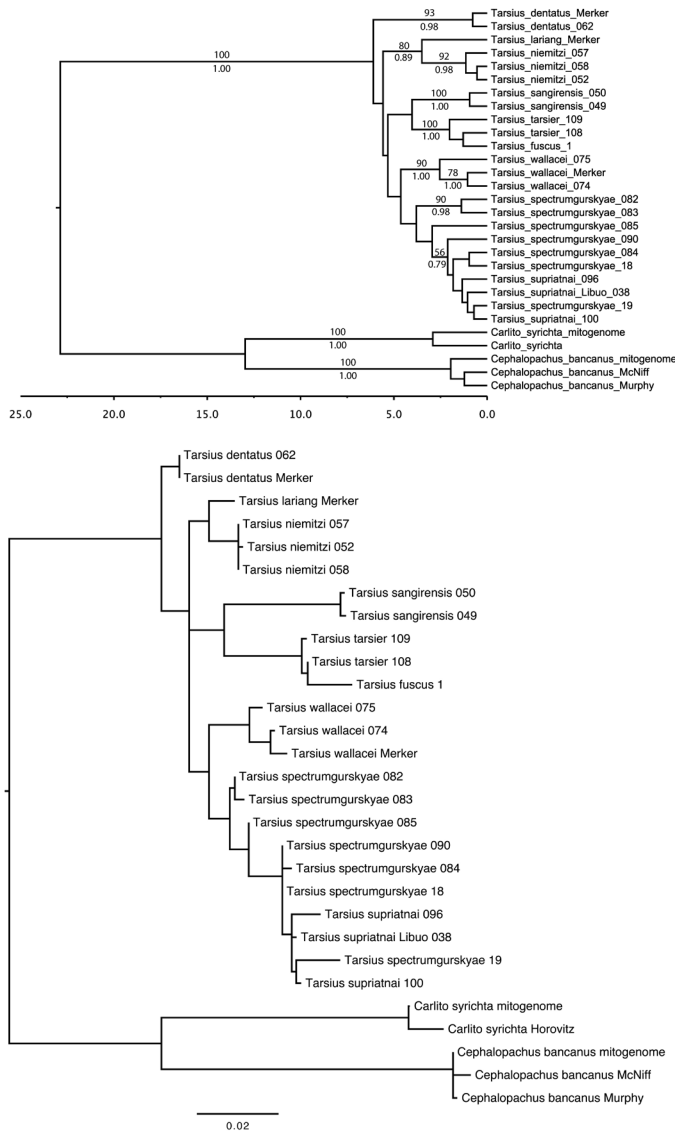 93
0.98
Tarsius_dentatus_Merker
Tarsius_dentatus_062
80
0.89
Tarsius_lariang_Merker
92
0.98
Tarsius_niemitzi_057
Tarsius_niemitzi_058
Tarsius_niemitzi_052
100
1.00
100
1.00
Tarsius_sangirensis_050
Tarsius_sangirensis_049
100
1.00
Tarsius_tarsier_109
Tarsius_tarsier_108
Tarsius_fuscus_1
90
1.00
Tarsius_wallacei_075
78
1.00
Tarsius_wallacei_Merker
Tarsius_wallacei_074
90
0.98
Tarsius_spectrumgurskyae_082
Tarsius_spectrumgurskyae_083
Tarsius_spectrumgurskyae_085
56
0.79
Tarsius_spectrumgurskyae_090
Tarsius_spectrumgurskyae_084
Tarsius_spectrumgurskyae_18
Tarsius_supriatnai_096
Tarsius_supriatnai_Libuo_038
Tarsius_spectrumgurskyae_19
Tarsius_supriatnai_100
100
1.00
Carlito_syrichta_mitogenome
Carlito_syrichta
100
1.00
Cephalopachus_bancanus_mitogenome
Cephalopachus_bancanus_McNiff
Cephalopachus_bancanus_Murphy
25.0 20.0 15.0 10.0 5.0 0.0
Tarsius dentatus 062
Tarsius dentatus Merker
Tarsius lariang Merker
Tarsius niemitzi 057
Tarsius niemitzi 052
Tarsius niemitzi 058
Tarsius sangirensis 050
Tarsius sangirensis 049
Tarsius tarsier 109
Tarsius tarsier 108
Tarsius fuscus 1
Tarsius wallacei 075
Tarsius wallacei 074
Tarsius wallacei Merker
Tarsius spectrumgurskyae 082
Tarsius spectrumgurskyae 083
Tarsius spectrumgurskyae 085
Tarsius spectrumgurskyae 090
Tarsius spectrumgurskyae 084
Tarsius spectrumgurskyae 18
Tarsius supriatnai 096
Tarsius supriatnai Libuo 038
Tarsius spectrumgurskyae 19
Tarsius supriatnai 100
Carlito syrichta mitogenome
Carlito syrichta Horovitz
Cephalopachus bancanus mitogenome
Cephalopachus bancanus McNiff
Cephalopachus bancanus Murphy
0.02